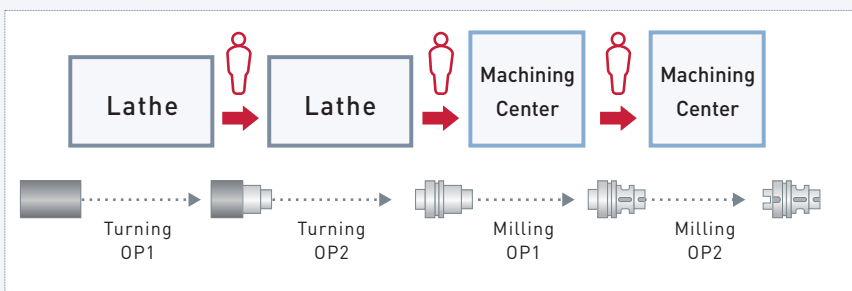 Lathe
Lathe
Machining
Center
Machining
Center
Turning
OP1
Turning
OP2
Milling
OP1
Milling
OP2